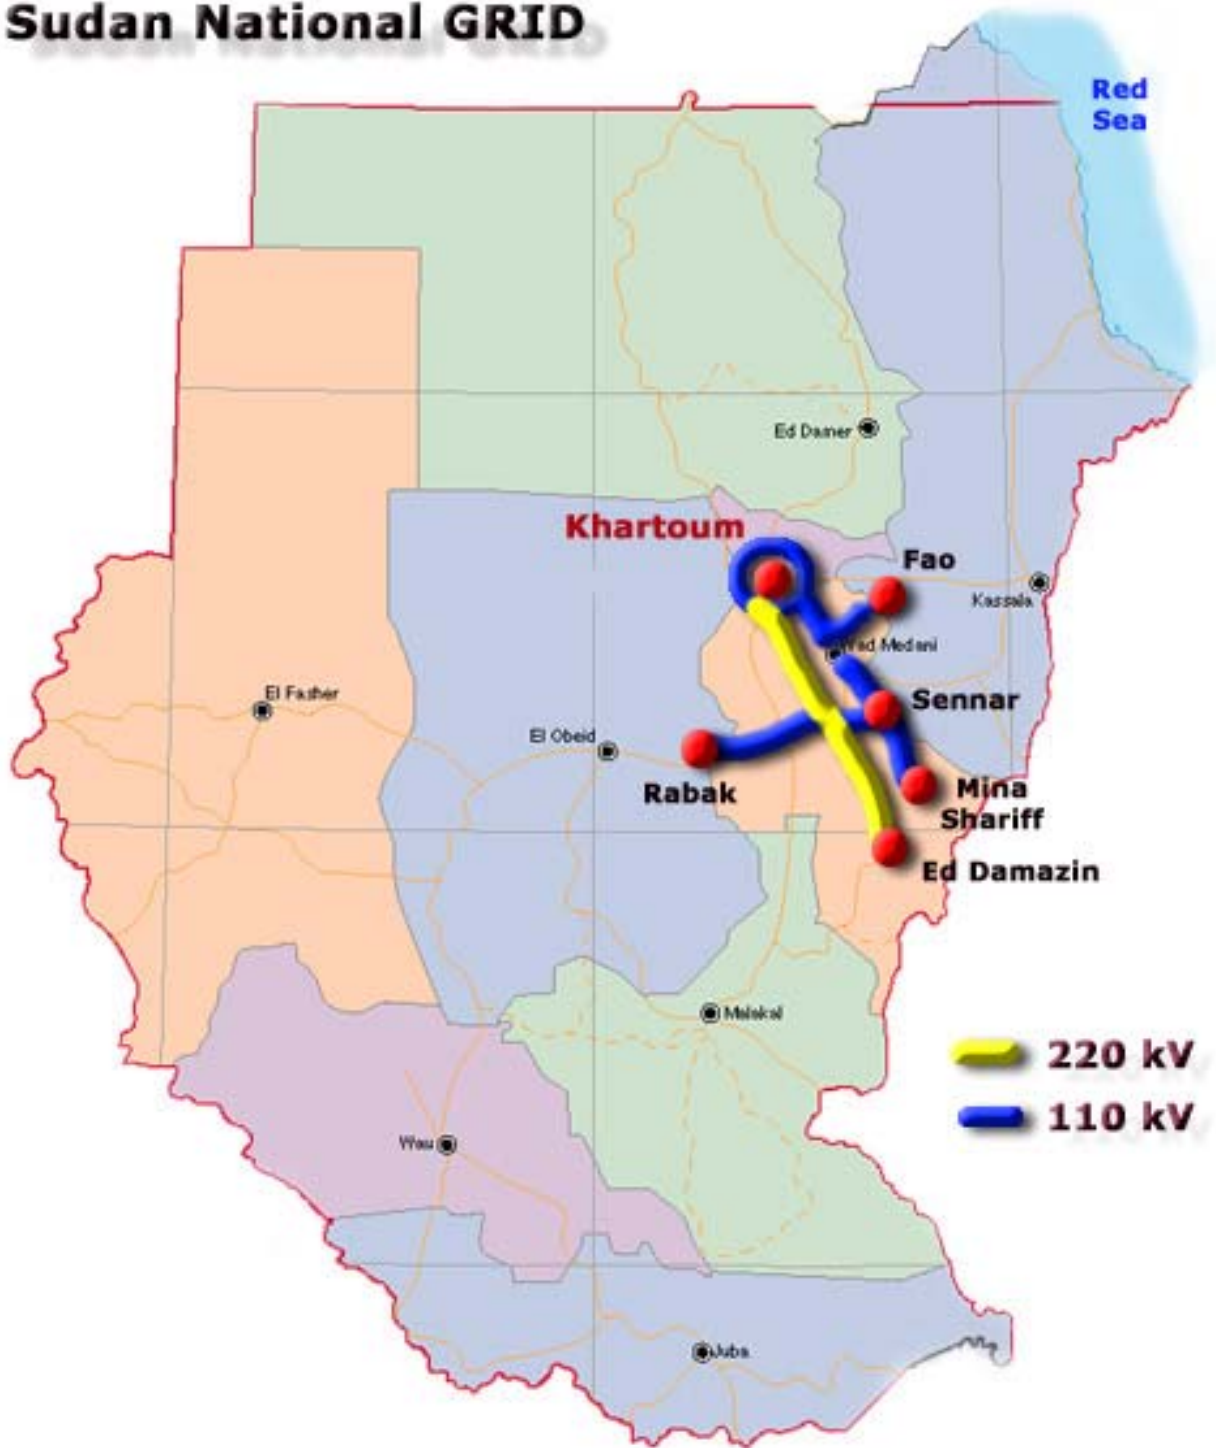 Sudan National GRID
Red
Sea
Ed Damer
Khartoum
Fao
Kassala
Wad Medani
El Fasher
Sennar
El Obeid
Rabak
Mina
Shariff
Ed Damazin
Malakal
220 kV
110 kV
Wau
Juba